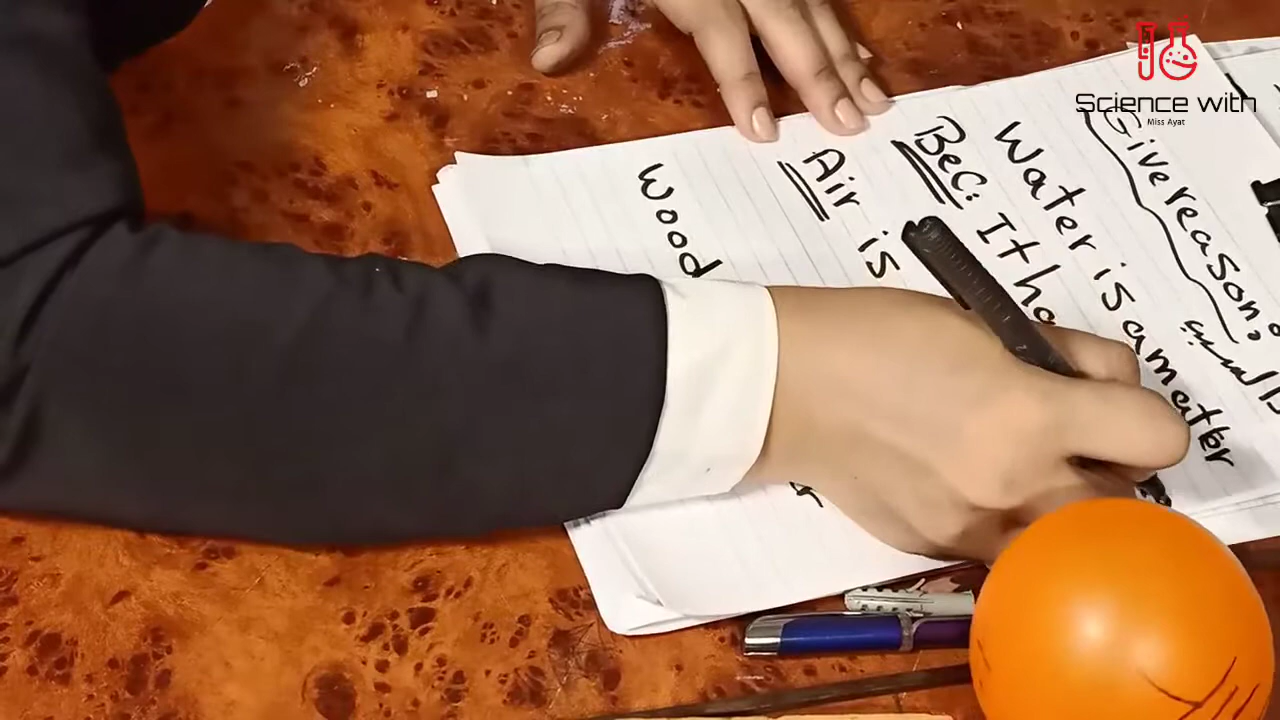 Science with
Miss Ayat
Give reason:
Water is a matter
Bec: It ha
Air is
Wood